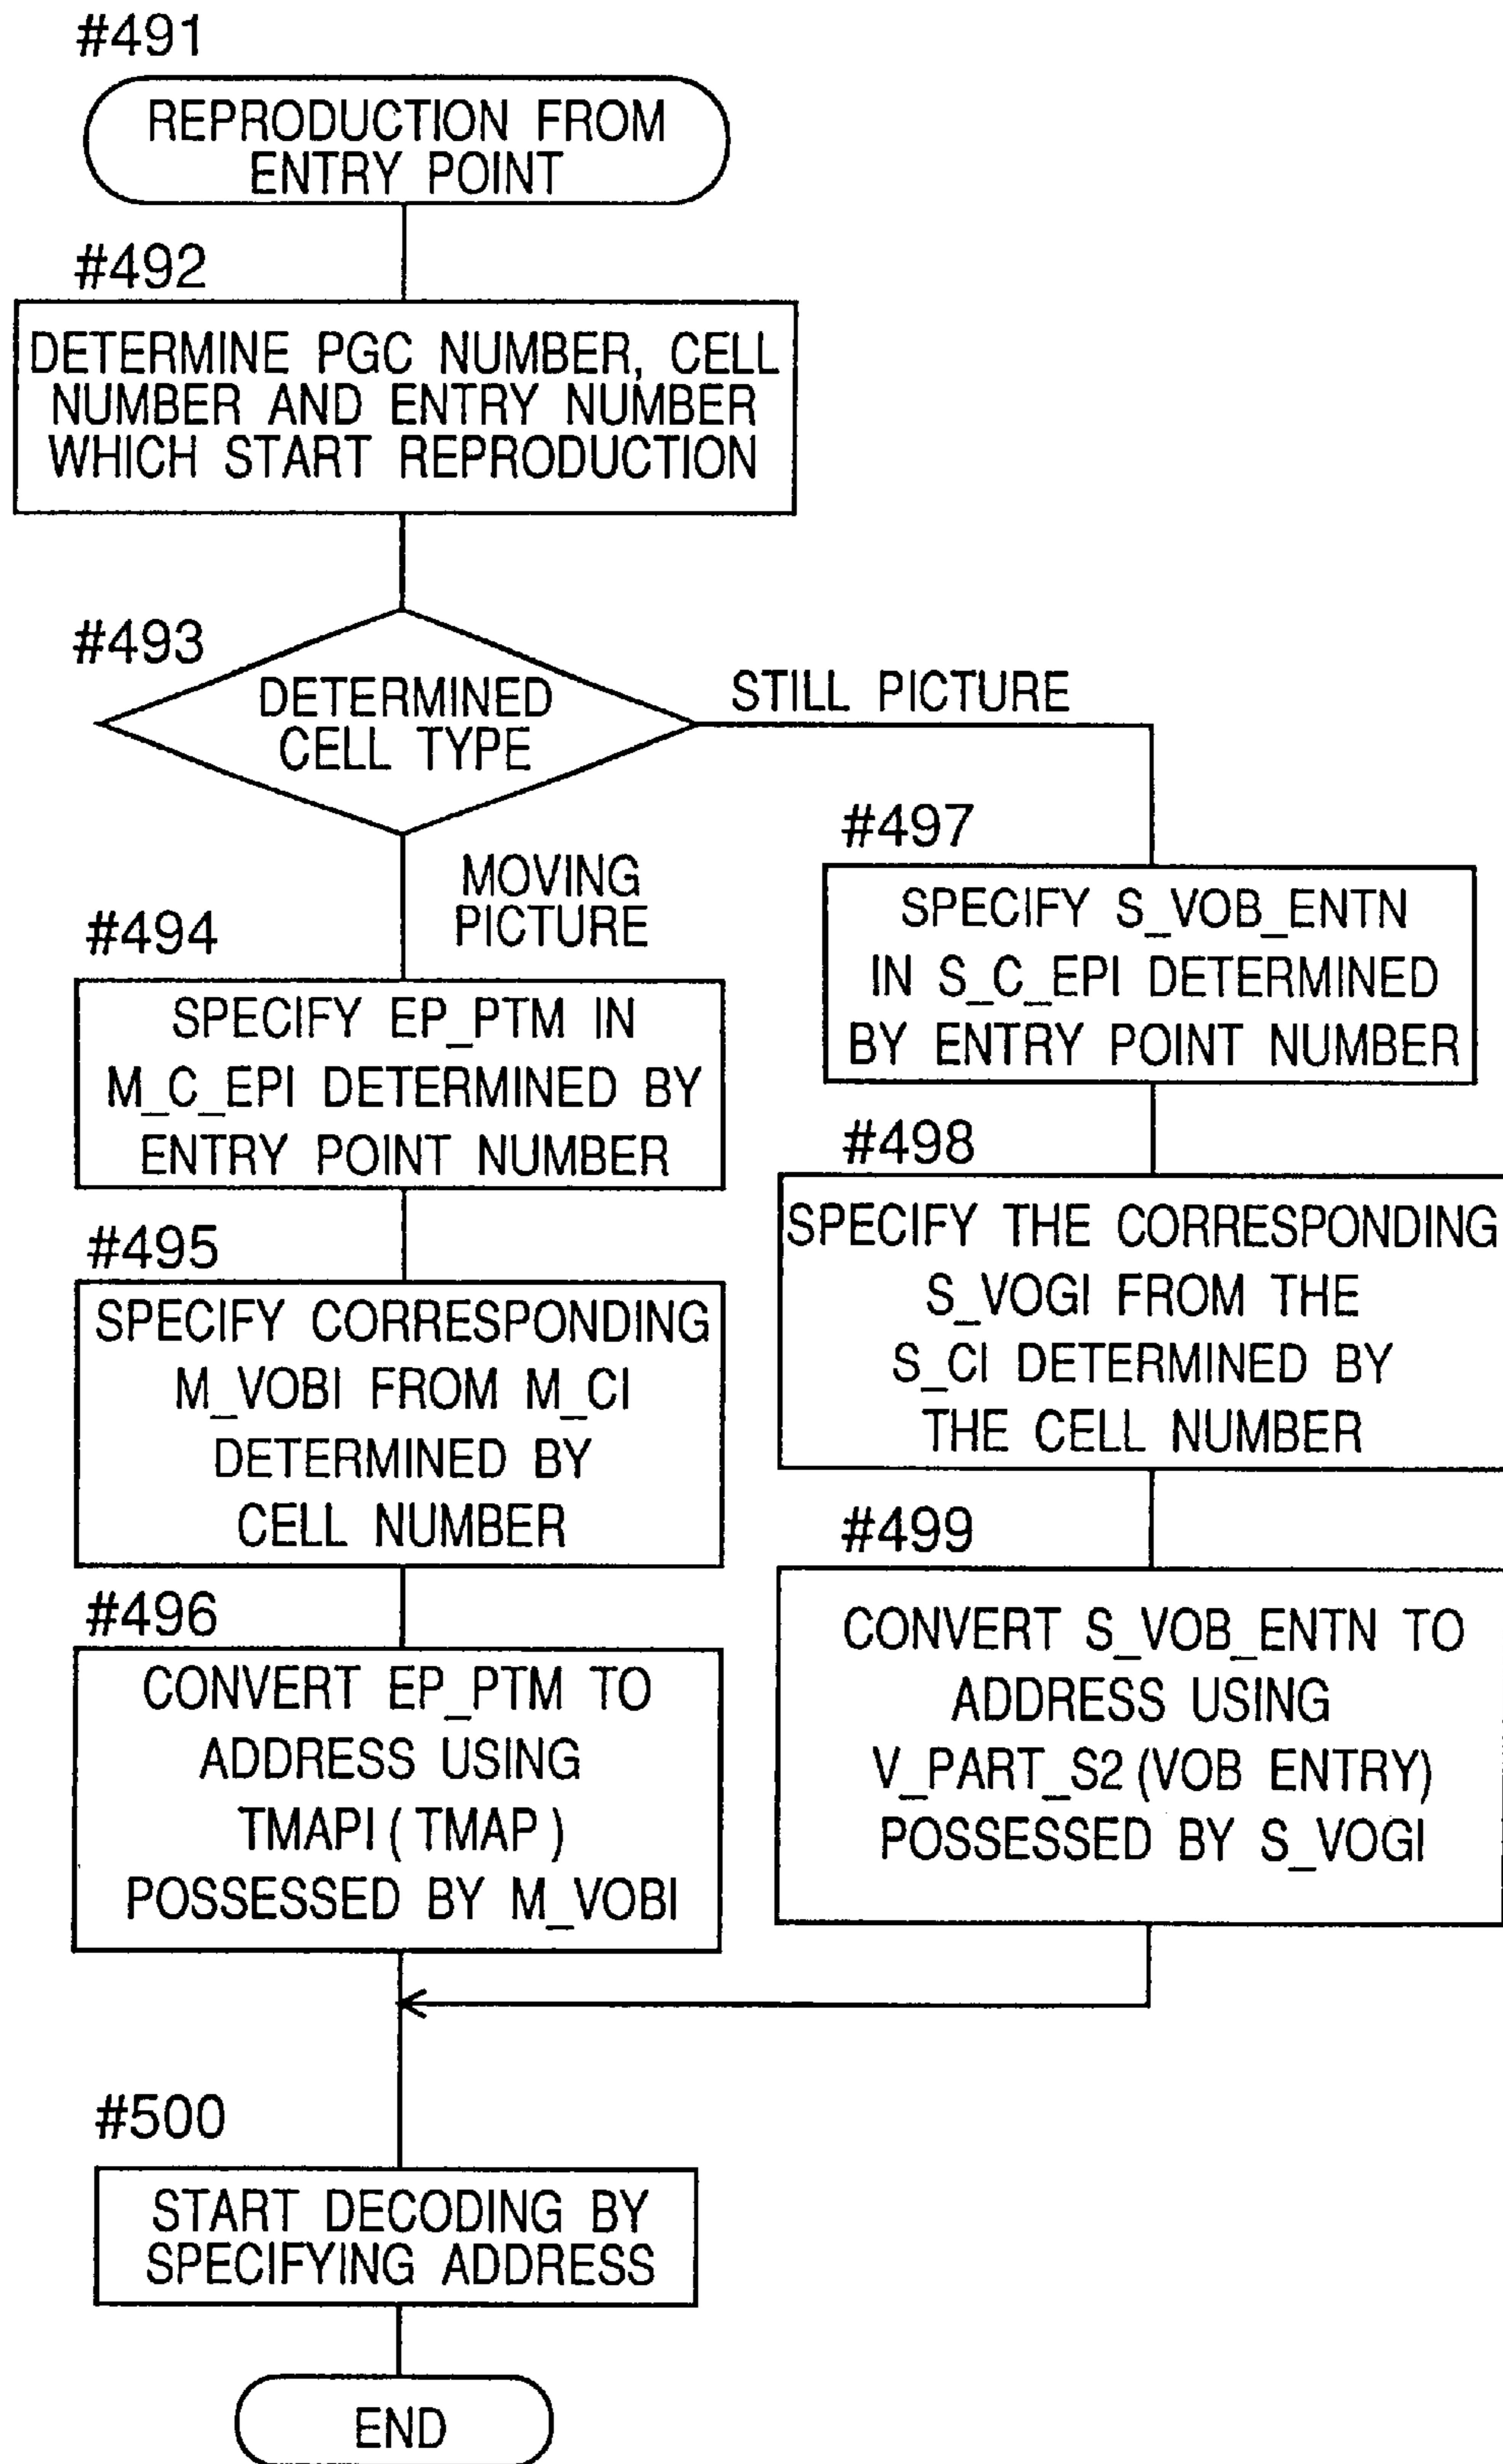 #491
REPRODUCTION FROM
ENTRY POINT
#492
DETERMINE PGC NUMBER, CELL
NUMBER AND ENTRY NUMBER
WHICH START REPRODUCTION
#493
DETERMINED
CELL TYPE
STILL PICTURE
MOVING
PICTURE
#494
SPECIFY EP_PTM IN
M_C_EPI DETERMINED BY
ENTRY POINT NUMBER
#495
SPECIFY CORRESPONDING
M_VOBI FROM M_CI
DETERMINED BY
CELL NUMBER
#496
CONVERT EP_PTM TO
ADDRESS USING
TMAPI ( TMAP )
POSSESSED BY M_VOBI
#497
SPECIFY S_VOB_ENTN
IN S_C_EPI DETERMINED
BY ENTRY POINT NUMBER
#498
SPECIFY THE CORRESPONDING
S_VOGI FROM THE
S_CI DETERMINED BY
THE CELL NUMBER
#499
CONVERT S_VOB_ENTN TO
ADDRESS USING
V_PART_S2 (VOB ENTRY)
POSSESSED BY S_VOGI
#500
START DECODING BY
SPECIFYING ADDRESS
END